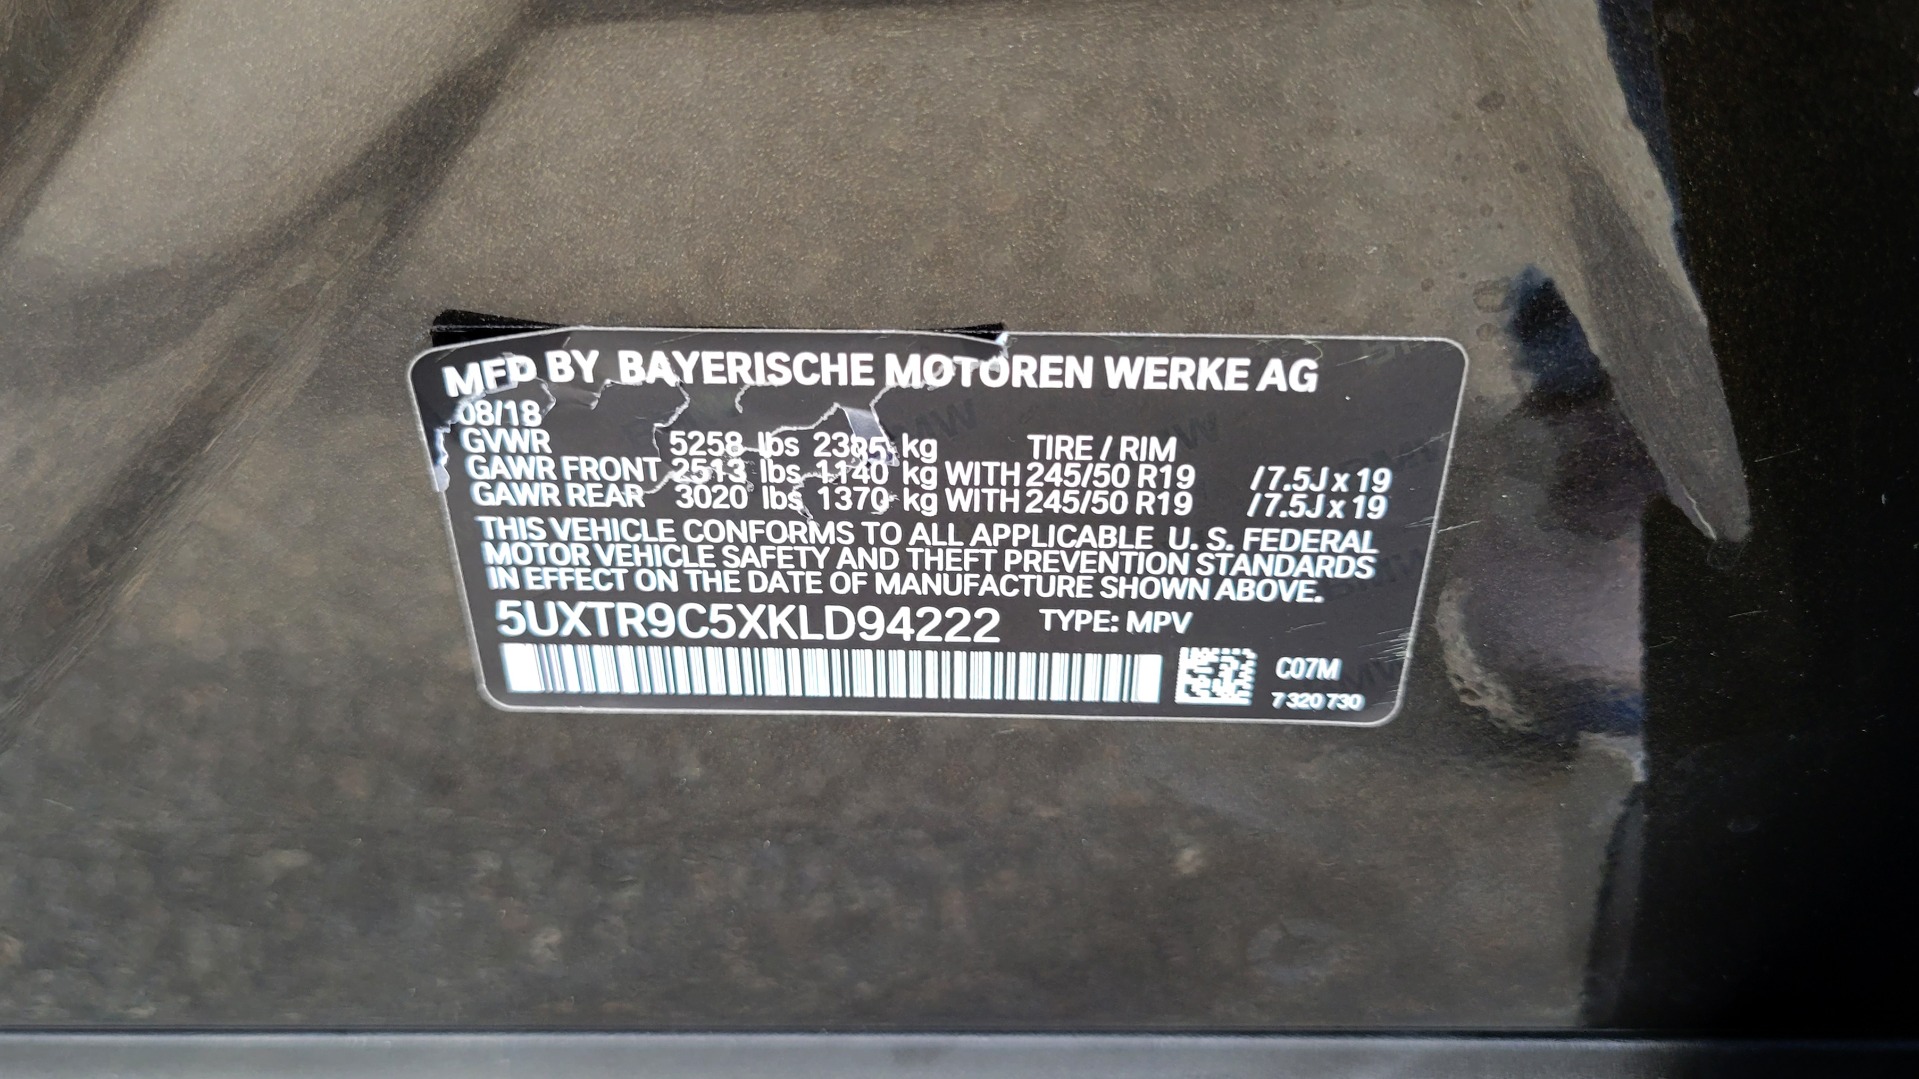 MFD BY BAYERISCHE MOTOREN WERKE AG
08/18
GVWR 5258 lbs 2385 kg TIRE / RIM
GAWR FRONT 2513 lbs 1140 kg WITH 245/50 R19 /7.5J x 19
GAWR REAR 3020 lbs 1370 kg WITH 245/50 R19 /7.5J x 19
THIS VEHICLE CONFORMS TO ALL APPLICABLE U. S. FEDERAL
MOTOR VEHICLE SAFETY AND THEFT PREVENTION STANDARDS
IN EFFECT ON THE DATE OF MANUFACTURE SHOWN ABOVE.
5UXTR9C5XKLD94222 TYPE: MPV
C07M
7 320 730